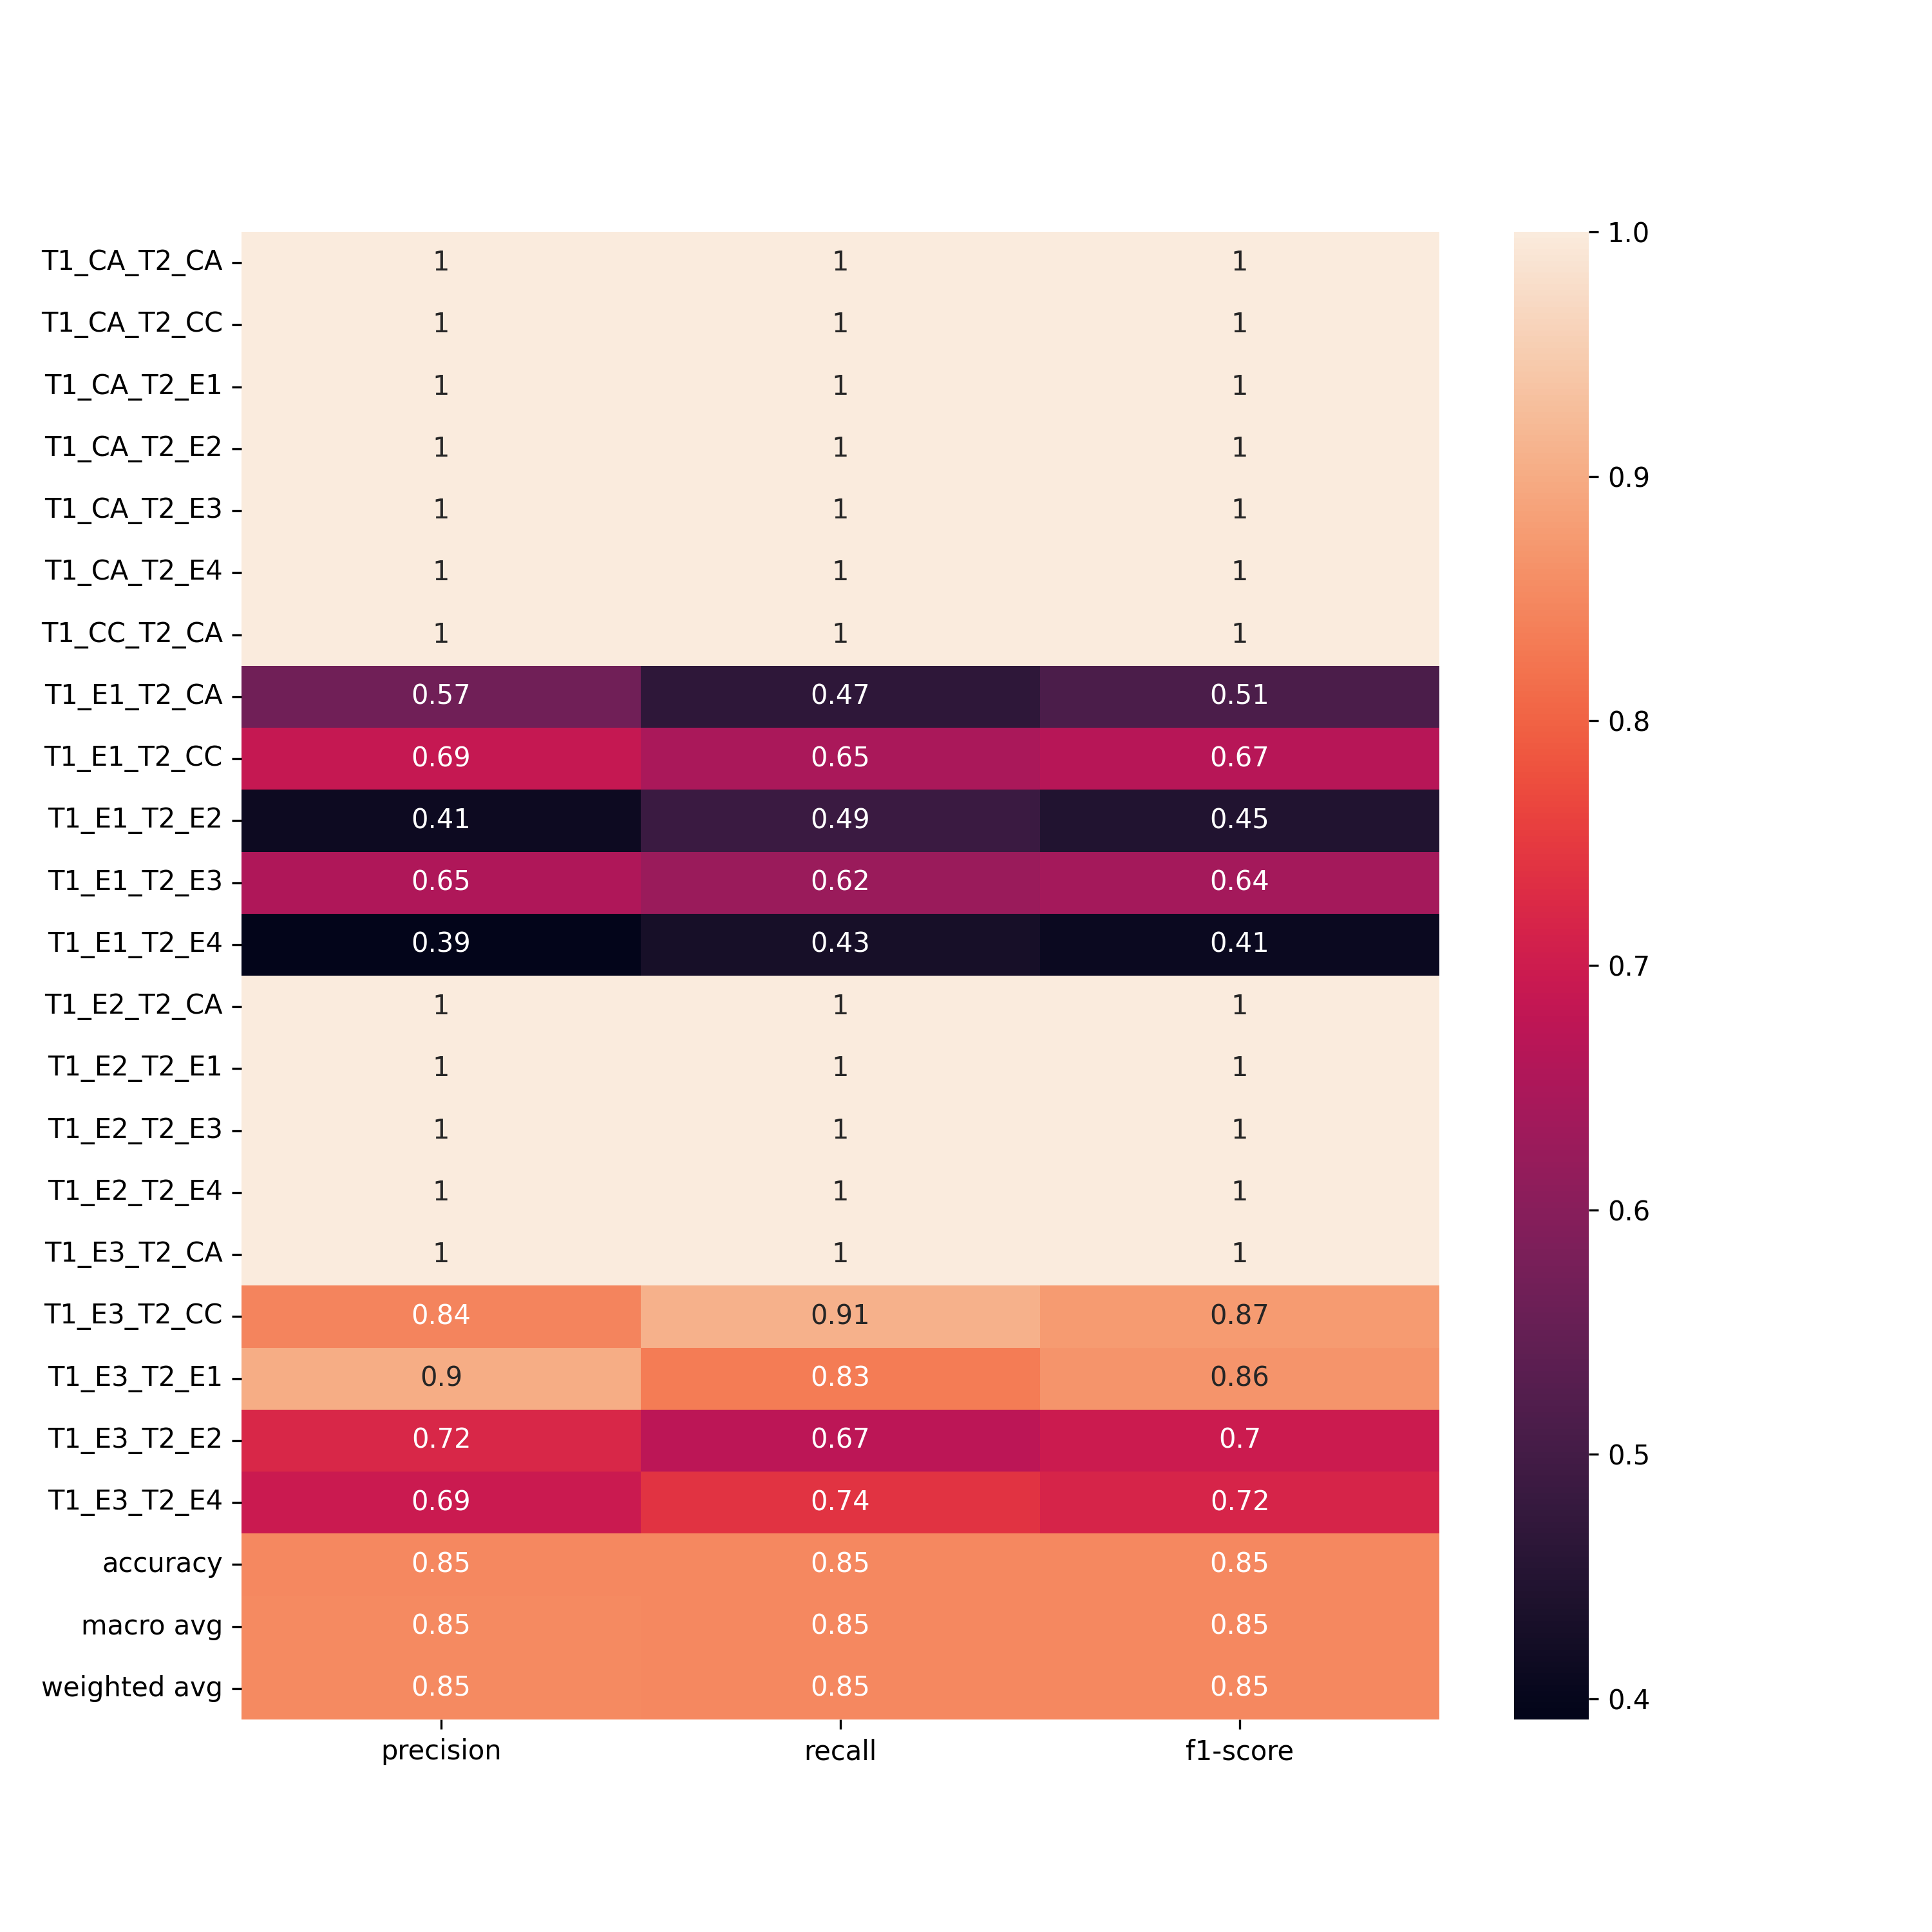 T1_CA_T2_CA 1 1 1
T1_CA_T2_CC 1 1 1
T1_CA_T2_E1 1 1 1
T1_CA_T2_E2 1 1 1
T1_CA_T2_E3 1 1 1
T1_CA_T2_E4 1 1 1
T1_CC_T2_CA 1 1 1
T1_E1_T2_CA 0.57 0.47 0.51
T1_E1_T2_CC 0.69 0.65 0.67
T1_E1_T2_E2 0.41 0.49 0.45
T1_E1_T2_E3 0.65 0.62 0.64
T1_E1_T2_E4 0.39 0.43 0.41
T1_E2_T2_CA 1 1 1
T1_E2_T2_E1 1 1 1
T1_E2_T2_E3 1 1 1
T1_E2_T2_E4 1 1 1
T1_E3_T2_CA 1 1 1
T1_E3_T2_CC 0.84 0.91 0.87
T1_E3_T2_E1 0.9 0.83 0.86
T1_E3_T2_E2 0.72 0.67 0.7
T1_E3_T2_E4 0.69 0.74 0.72
accuracy 0.85 0.85 0.85
macro avg 0.85 0.85 0.85
weighted avg 0.85 0.85 0.85
precision recall f1-score
1.0
0.9
0.8
0.7
0.6
0.5
0.4